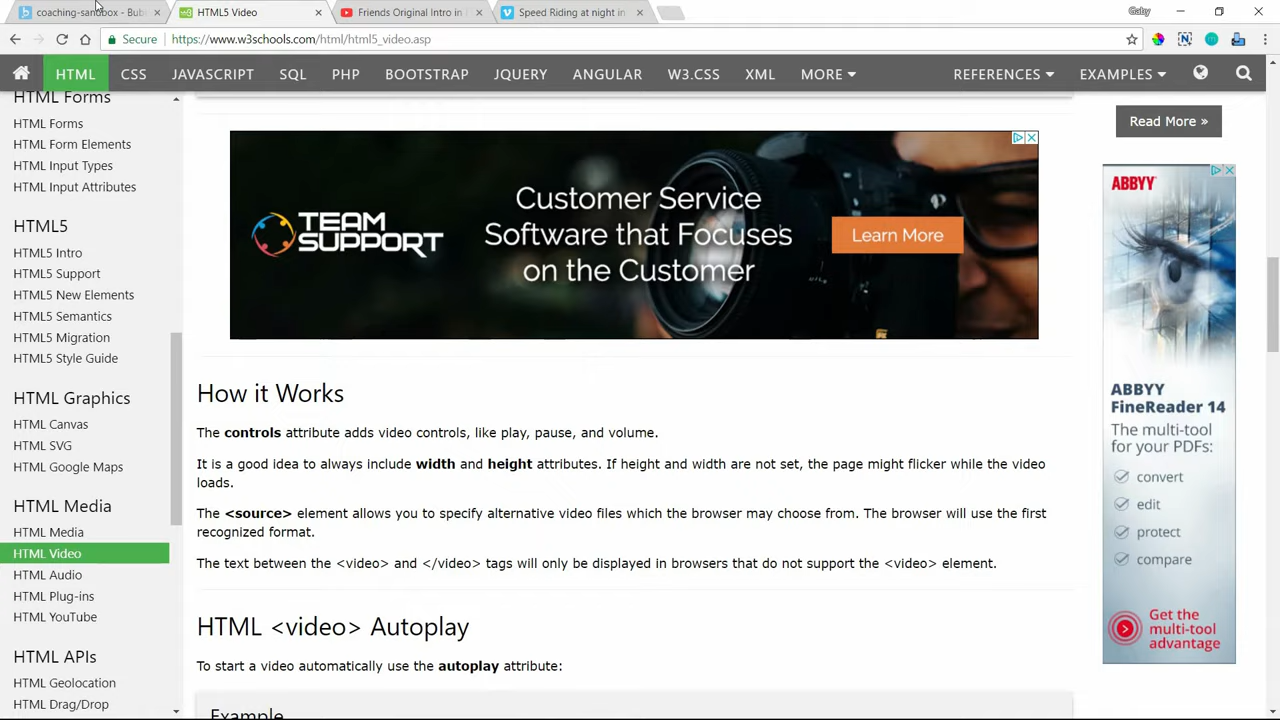 coaching-sandbox - Bub
HTML5 Video
Friends Original Intro in
Speed Riding at night in
Gaby
Secure
https://www.w3schools.com/html/html5_video.asp
HTML CSS JAVASCRIPT SQL PHP BOOTSTRAP JQUERY ANGULAR W3.CSS XML MORE REFERENCES EXAMPLES
HTML Forms
HTML Forms
HTML Form Elements
HTML Input Types
HTML Input Attributes
HTML5
HTML5 Intro
HTML5 Support
HTML5 New Elements
HTML5 Semantics
HTML5 Migration
HTML5 Style Guide
HTML Graphics
HTML Canvas
HTML SVG
HTML Google Maps
HTML Media
HTML Media
HTML Video
HTML Audio
HTML Plug-ins
HTML YouTube
HTML APIs
HTML Geolocation
HTML Drag/Drop
TEAM
SUPPORT
Customer Service
Software that Focuses
on the Customer
Learn More
How it Works
The controls attribute adds video controls, like play, pause, and volume.
It is a good idea to always include width and height attributes. If height and width are not set, the page might flicker while the video
loads.
The <source> element allows you to specify alternative video files which the browser may choose from. The browser will use the first
recognized format.
The text between the <video> and </video> tags will only be displayed in browsers that do not support the <video> element.
HTML <video> Autoplay
To start a video automatically use the autoplay attribute:
Example
Read More »
ABBYY
ABBYY
FineReader 14
The multi-tool
for your PDFs:
convert
edit
protect
compare
Get the
multi-tool
advantage